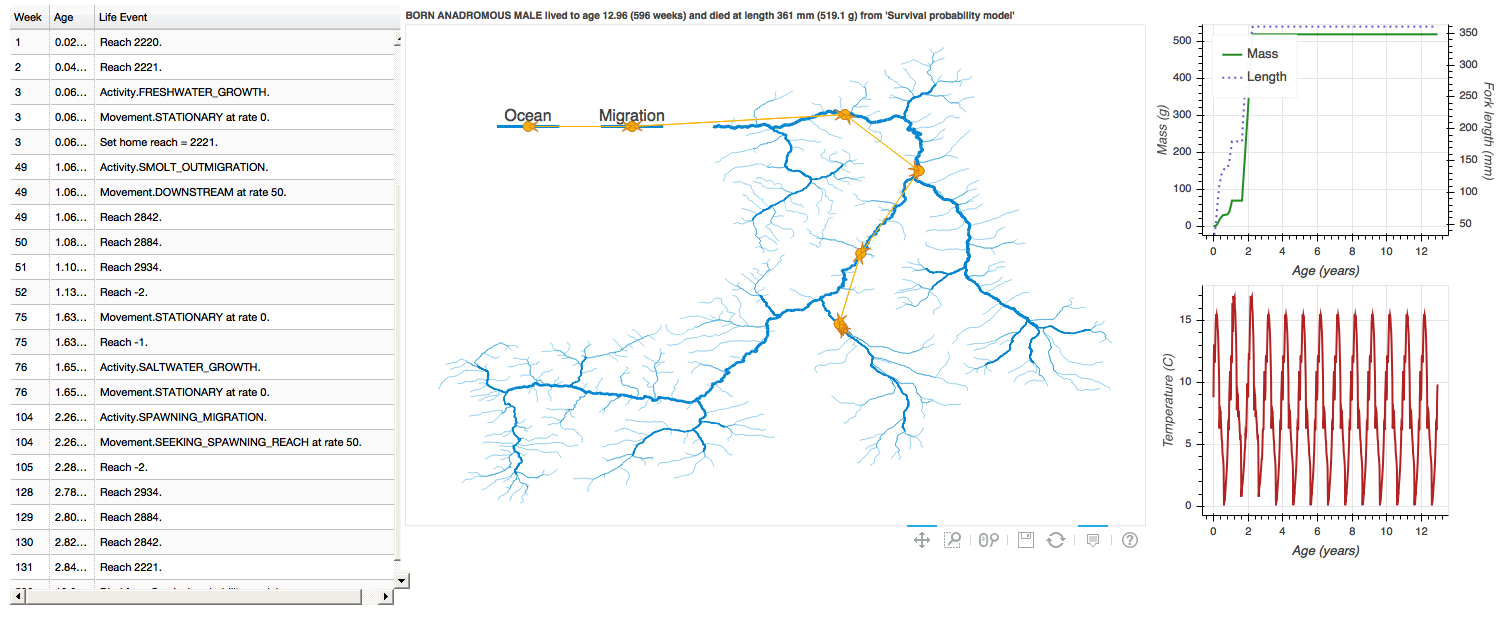 Week Age Life Event
1 0.02... Reach 2220.
2 0.04... Reach 2221.
3 0.06... Activity.FRESHWATER_GROWTH.
3 0.06... Movement.STATIONARY at rate 0.
3 0.06... Set home reach = 2221.
49 1.06... Activity.SMOLT_OUTMIGRATION.
49 1.06... Movement.DOWNSTREAM at rate 50.
49 1.06... Reach 2842.
50 1.08... Reach 2884.
51 1.10... Reach 2934.
52 1.13... Reach -2.
75 1.63... Movement.STATIONARY at rate 0.
75 1.63... Reach -1.
76 1.65... Activity.SALTWATER_GROWTH.
76 1.65... Movement.STATIONARY at rate 0.
104 2.26... Activity.SPAWNING_MIGRATION.
104 2.26... Movement.SEEKING_SPAWNING_REACH at rate 50.
105 2.28... Reach -2.
128 2.78... Reach 2934.
129 2.80... Reach 2884.
130 2.82... Reach 2842.
131 2.84... Reach 2221.
BORN ANADROMOUS MALE lived to age 12.96 (596 weeks) and died at length 361 mm (519.1 g) from 'Survival probability model'
Ocean Migration
Mass (g)
500
400
300
200
100
0
Mass
Length
350
300
250
200
150
100
50
Fork length (mm)
0 2 4 6 8 10 12
Age (years)
Temperature (C)
15
10
5
0
0 2 4 6 8 10 12
Age (years)